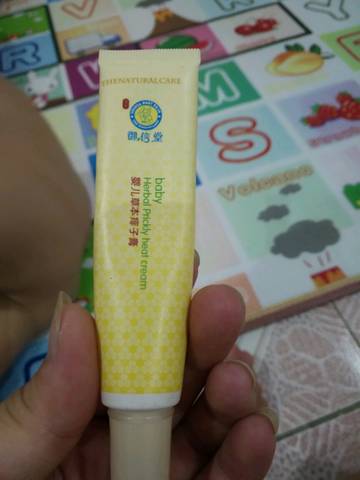 THENATURALCARE
御信堂
baby
Herbal Prickly heat cream
婴儿草本痱子膏
M
S
Volcano